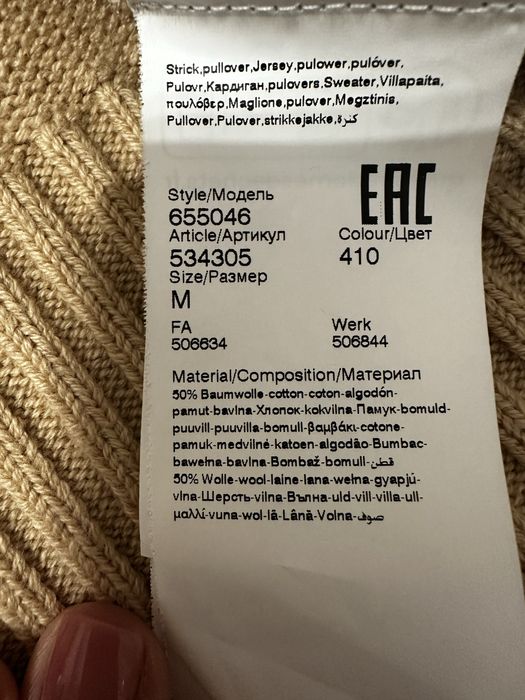 Strick,pullover,Jersey,pulower,pulóver,
Pulovr,Кардиган,pulovers,Sweater,Villapaita,
πουλόβερ,Maglione,pulover,Megztinis,
Pullover,Pulover,strikkejakke,كنزة
EAC
Style/Модель
655046
Article/Артикул Colour/Цвет
534305 410
Size/Размер
M
FA Werk
506634 506844
Material/Composition/Материал
50% Baumwolle-cotton-coton-algodón-
pamut-bavlna-Хлопок-kokvilna-Памук-bomuld-
puuvill-puuvilla-bomull-βαμβάκι-cotone-
pamuk-medvilnė-katoen-algodão-Bumbac-
bawełna-bavlna-Bombaž-bomull-قطن
50% Wolle-wool-laine-lana-wełna-gyapjú-
vlna-Шерсть-vilna-Вълна-uld-vill-villa-ull-
μαλλί-vuna-wol-lã-Lână-Volna-صوف